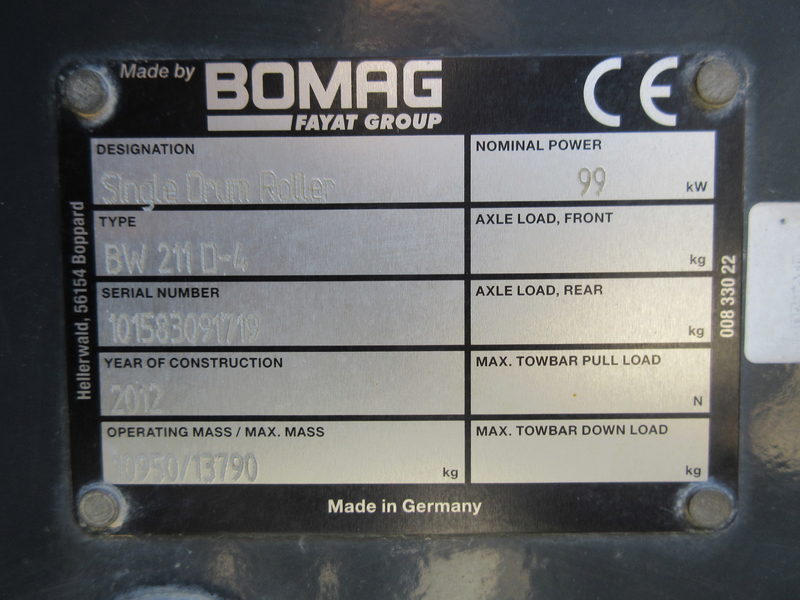 Made by BOMAG
FAYAT GROUP
CE
DESIGNATION
Single Drum Roller
NOMINAL POWER
99 kW
TYPE
BW 211 D-4
AXLE LOAD, FRONT
kg
SERIAL NUMBER
101583091719
AXLE LOAD, REAR
kg
YEAR OF CONSTRUCTION
2012
MAX. TOWBAR PULL LOAD
N
OPERATING MASS / MAX. MASS
10950/13790 kg
MAX. TOWBAR DOWN LOAD
kg
Made in Germany
Hellerwald, 56154 Boppard
008 330 22